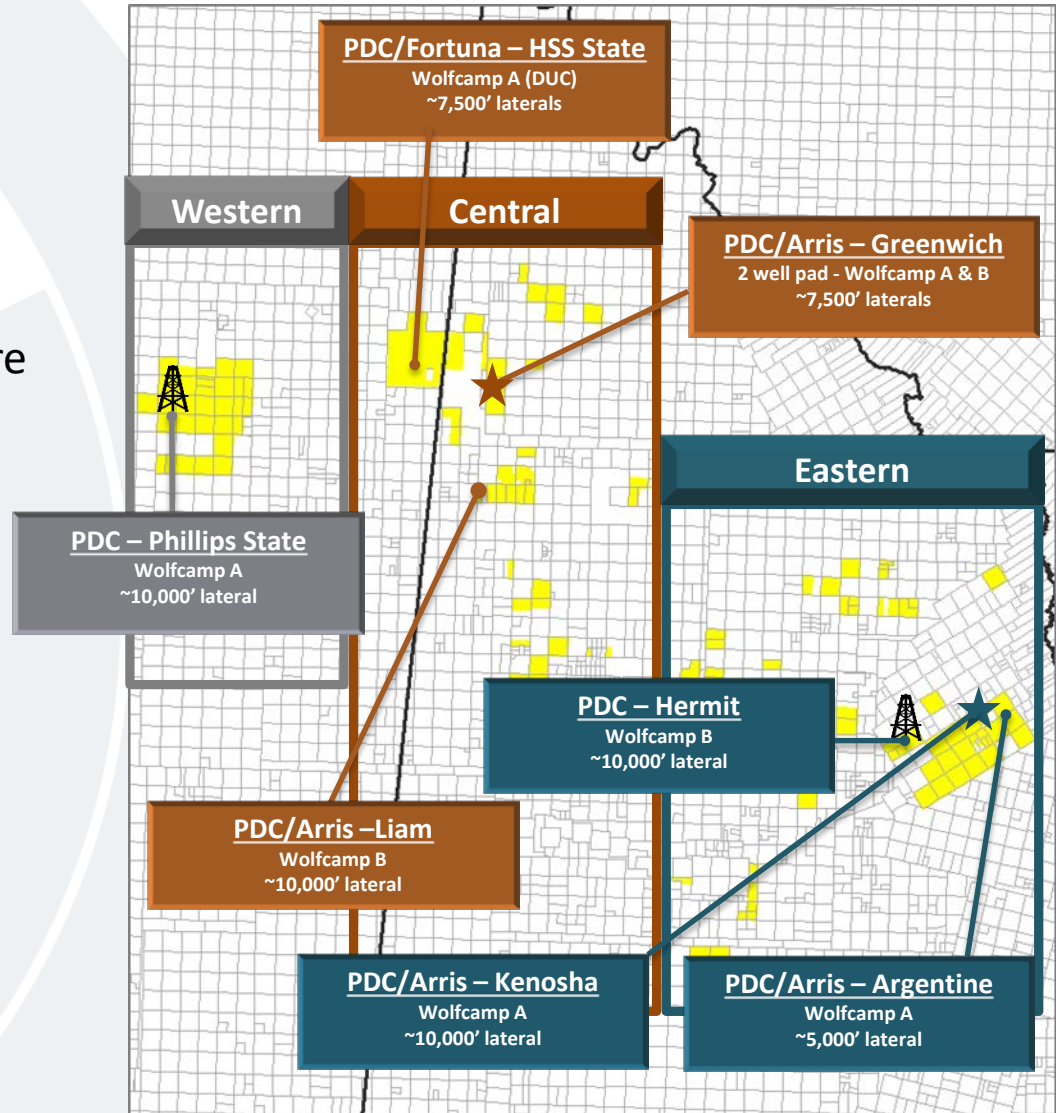 PDC/Fortuna – HSS State
Wolfcamp A (DUC)
~7,500’ laterals
Western
Central
PDC/Arris – Greenwich
2 well pad - Wolfcamp A & B
~7,500’ laterals
re
Eastern
PDC – Phillips State
Wolfcamp A
~10,000’ lateral
PDC – Hermit
Wolfcamp B
~10,000’ lateral
PDC/Arris –Liam
Wolfcamp B
~10,000’ lateral
PDC/Arris – Kenosha
Wolfcamp A
~10,000’ lateral
PDC/Arris – Argentine
Wolfcamp A
~5,000’ lateral